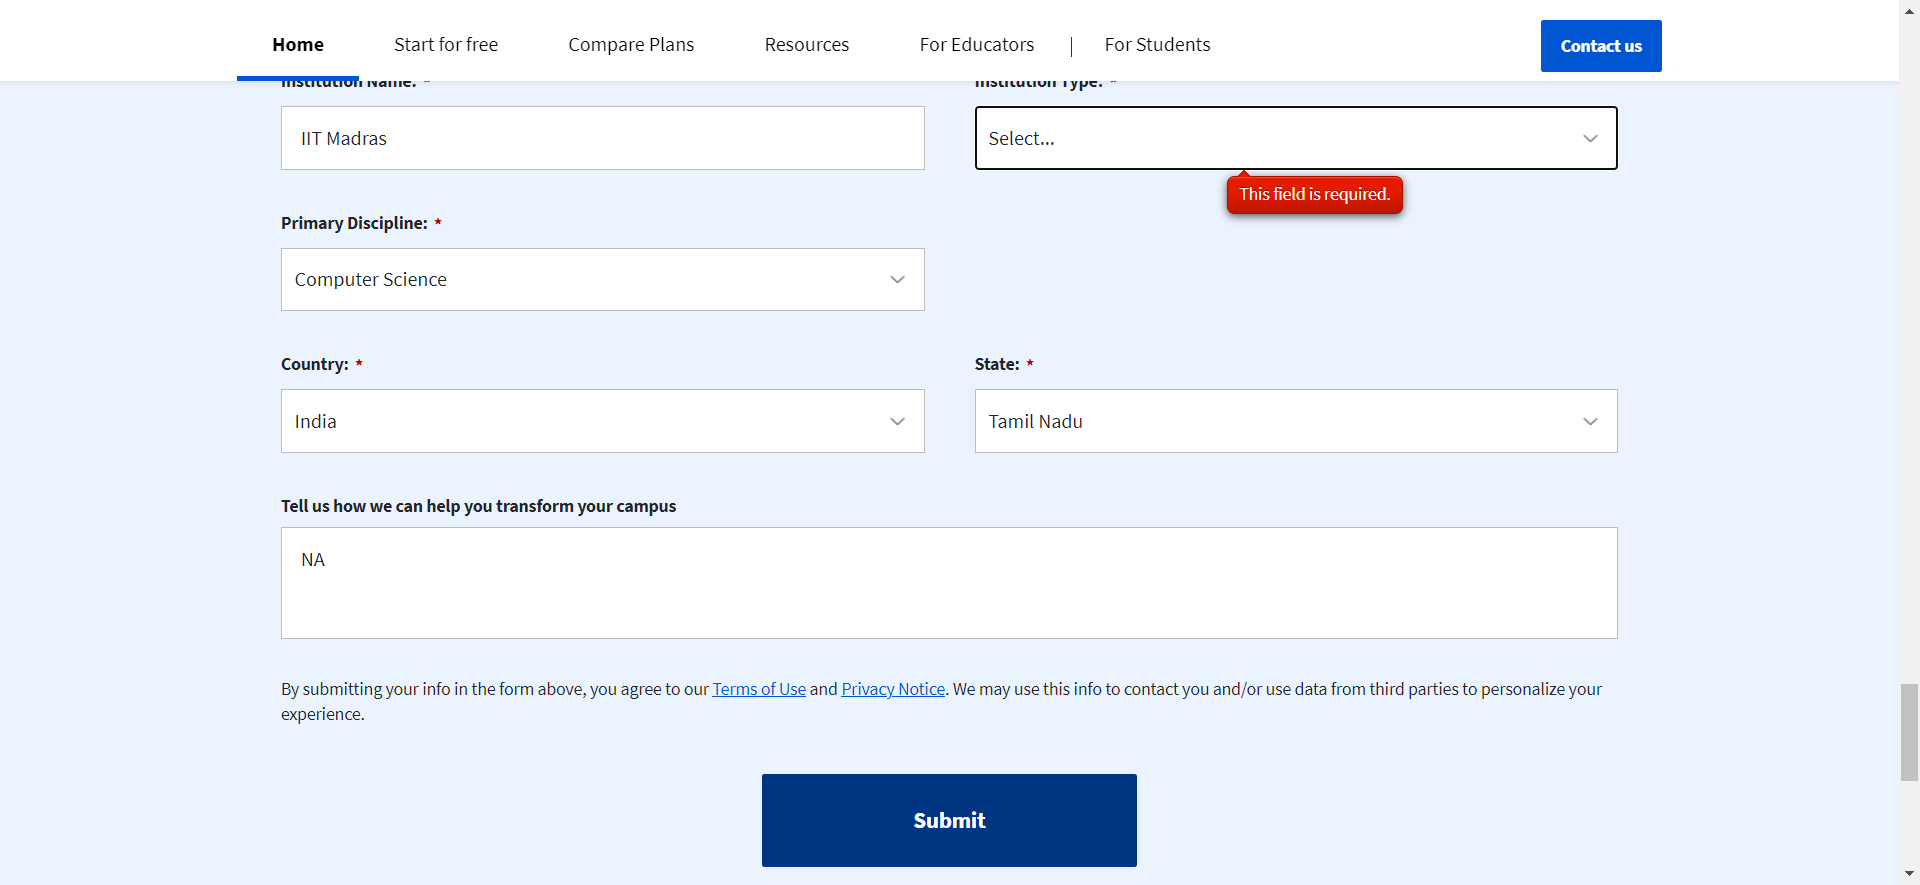 Home Start for free Compare Plans Resources For Educators | For Students Contact us
Institution Name: * Institution Type: *
IIT Madras Select...
This field is required.
Primary Discipline: *
Computer Science
Country: * State: *
India Tamil Nadu
Tell us how we can help you transform your campus
NA
By submitting your info in the form above, you agree to our Terms of Use and Privacy Notice. We may use this info to contact you and/or use data from third parties to personalize your
experience.
Submit